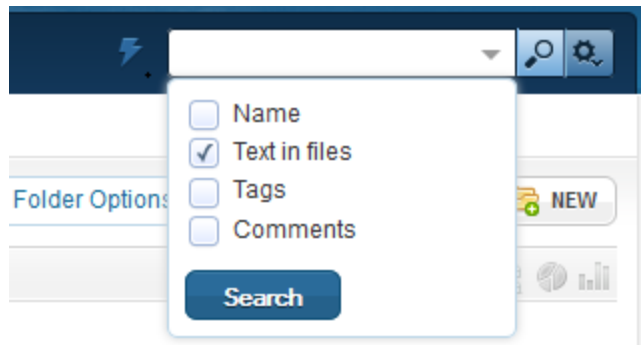 Name
Text in files
Tags
Folder Options
NEW
Comments
Search